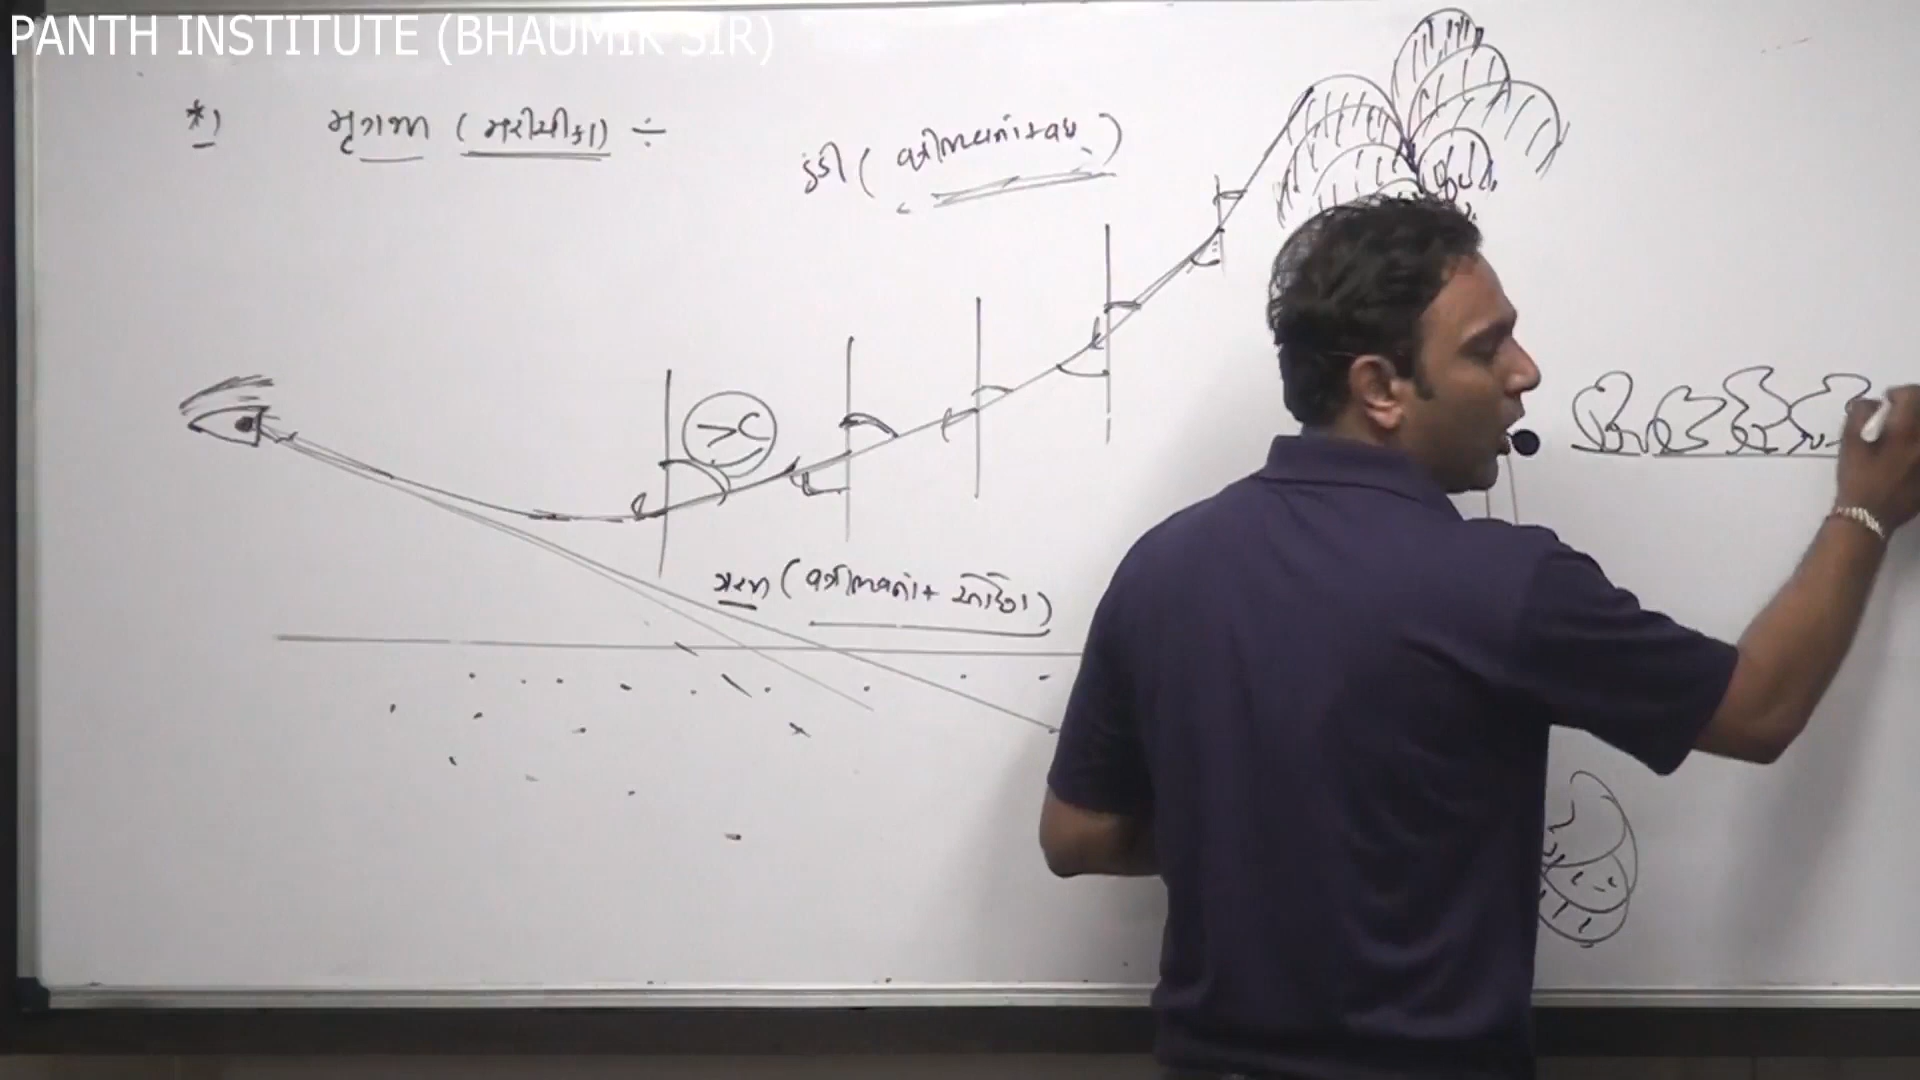 PANTH INSTITUTE (BHAUMIK SIR)
*) મૃગજળ (મરીચીકા) ÷
ઠંડી (વક્રીભવનાંક વધુ)
>C
ગરમ (વક્રીભવનાંક ઓછો)